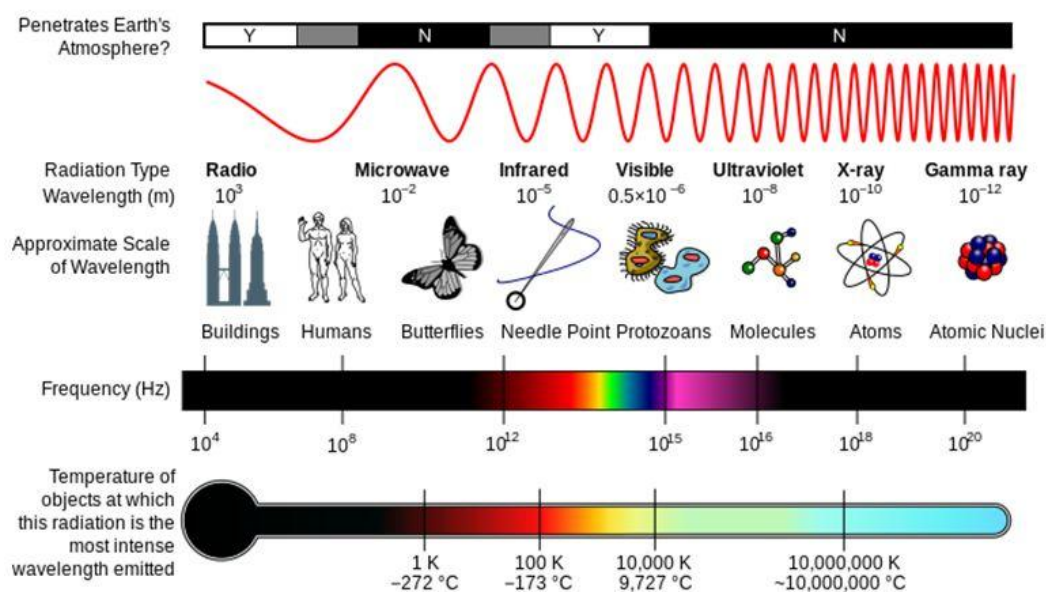 Penetrates Earth's
Atmosphere?
Y N Y N
Radiation Type
Radio Microwave Infrared Visible Ultraviolet X-ray Gamma ray
Wavelength (m)
10³ 10⁻² 10⁻⁵ 0.5×10⁻⁶ 10⁻⁸ 10⁻¹⁰ 10⁻¹²
Approximate Scale
of Wavelength
Buildings Humans Butterflies Needle Point Protozoans Molecules Atoms Atomic Nuclei
Frequency (Hz)
10⁴ 10⁸ 10¹² 10¹⁵ 10¹⁶ 10¹⁸ 10²⁰
Temperature of
objects at which
this radiation is the
most intense
wavelength emitted
1 K 100 K 10,000 K 10,000,000 K
−272 °C −173 °C 9,727 °C ~10,000,000 °C